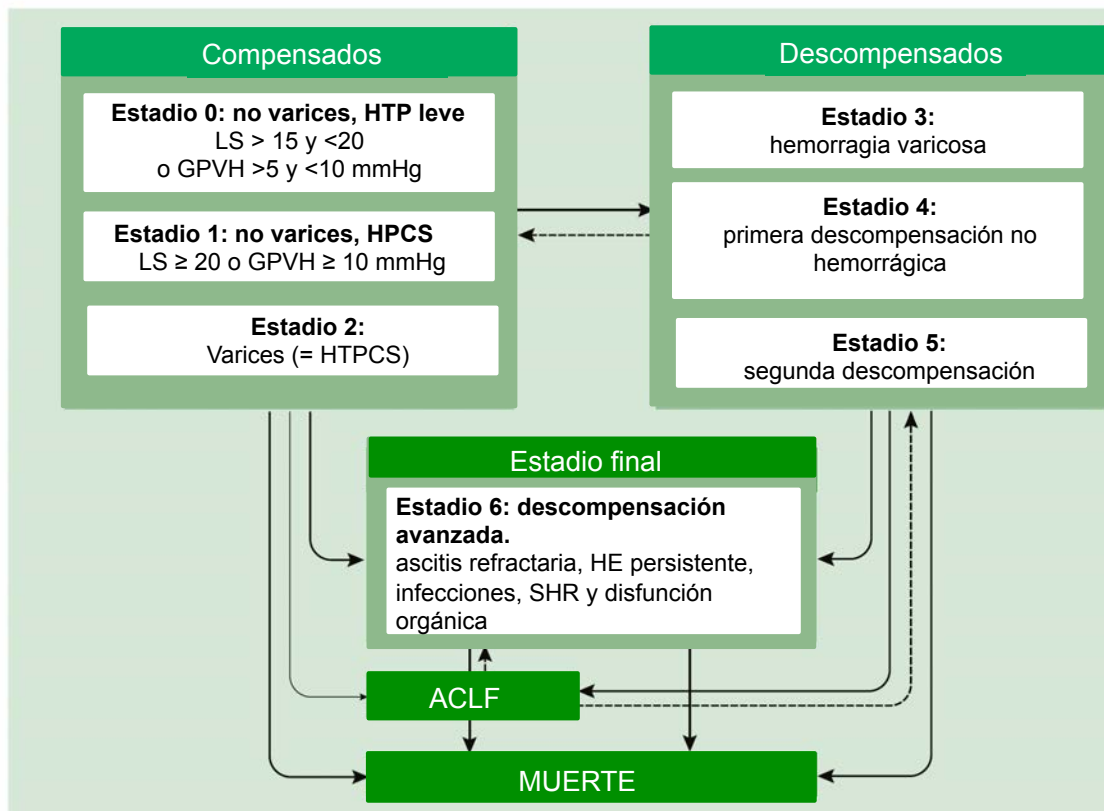 Compensados
Estadio 0: no varices, HTP leve
LS > 15 y <20
o GPVH >5 y <10 mmHg
Estadio 1: no varices, HPCS
LS ≥ 20 o GPVH ≥ 10 mmHg
Estadio 2:
Varices (= HTPCS)
Descompensados
Estadio 3:
hemorragia varicosa
Estadio 4:
primera descompensación no
hemorrágica
Estadio 5:
segunda descompensación
Estadio final
Estadio 6: descompensación
avanzada.
ascitis refractaria, HE persistente,
infecciones, SHR y disfunción
orgánica
ACLF
MUERTE